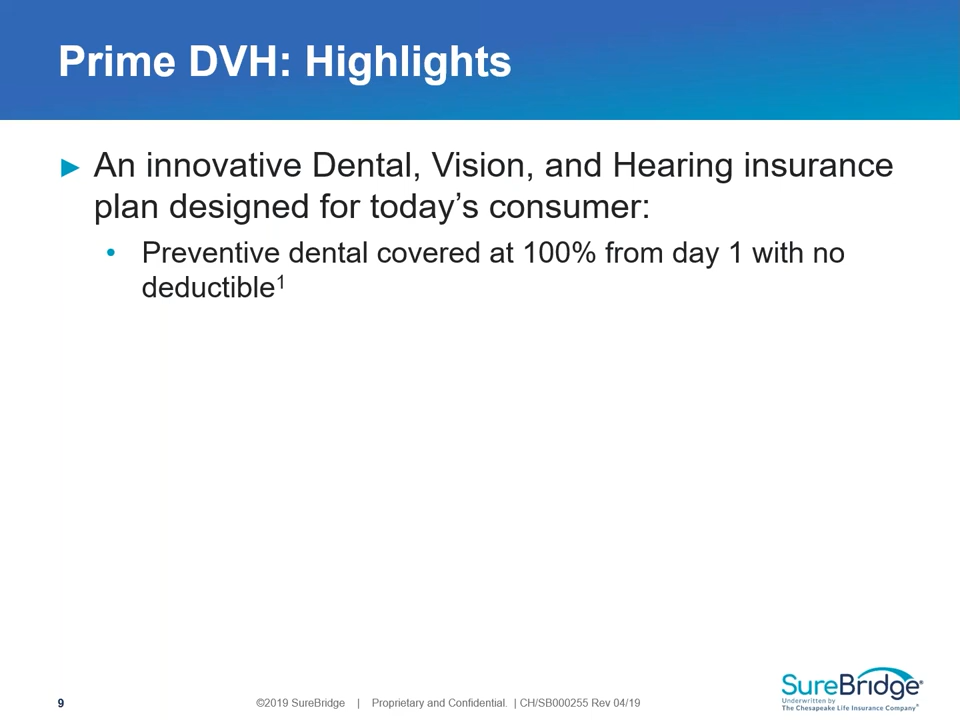 Prime DVH: Highlights
► An innovative Dental, Vision, and Hearing insurance
plan designed for today’s consumer:
• Preventive dental covered at 100% from day 1 with no
deductible¹
9
©2019 SureBridge | Proprietary and Confidential. | CH/SB000255 Rev 04/19
SureBridge®
Underwritten by
The Chesapeake Life Insurance Company®